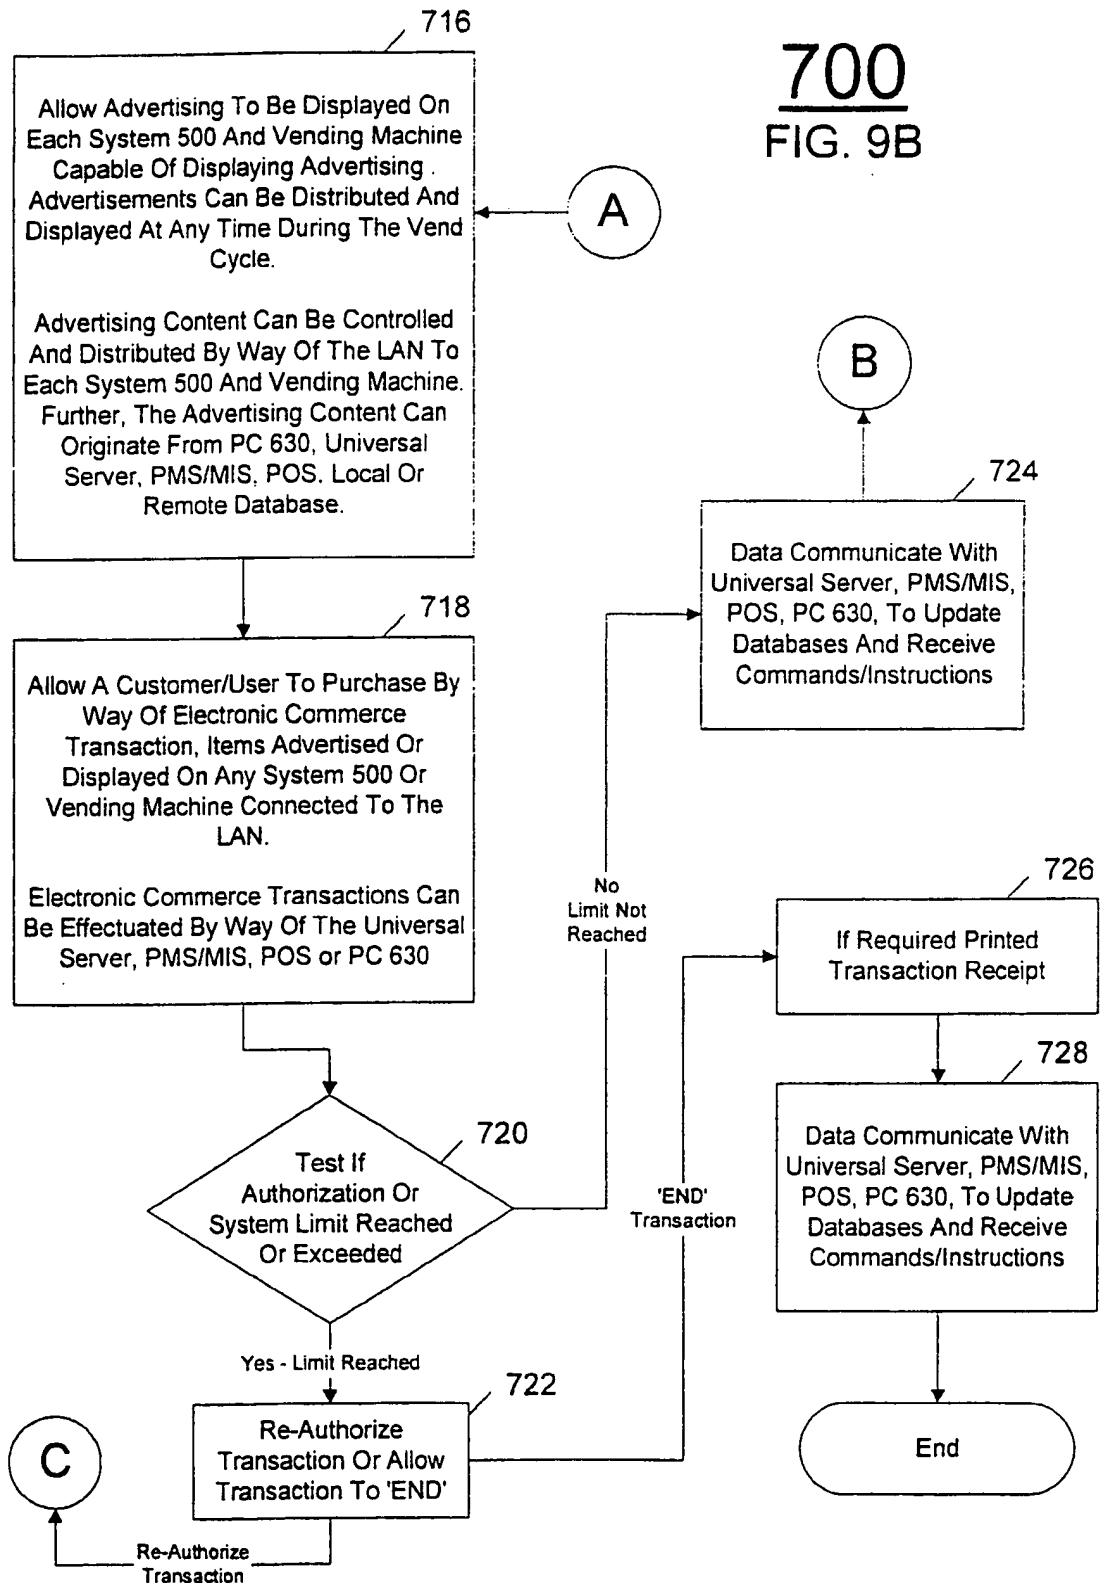 716
700
FIG. 9B
Allow Advertising To Be Displayed On
Each System 500 And Vending Machine
Capable Of Displaying Advertising .
Advertisements Can Be Distributed And
Displayed At Any Time During The Vend
Cycle.
Advertising Content Can Be Controlled
And Distributed By Way Of The LAN To
Each System 500 And Vending Machine.
Further, The Advertising Content Can
Originate From PC 630, Universal
Server, PMS/MIS, POS. Local Or
Remote Database.
A
B
718
Allow A Customer/User To Purchase By
Way Of Electronic Commerce
Transaction, Items Advertised Or
Displayed On Any System 500 Or
Vending Machine Connected To The
LAN.
Electronic Commerce Transactions Can
Be Effectuated By Way Of The Universal
Server, PMS/MIS, POS or PC 630
724
Data Communicate With
Universal Server, PMS/MIS,
POS, PC 630, To Update
Databases And Receive
Commands/Instructions
No
Limit Not
Reached
720
Test If
Authorization Or
System Limit Reached
Or Exceeded
Yes - Limit Reached
722
Re-Authorize
Transaction Or Allow
Transaction To 'END'
C
Re-Authorize
Transaction
'END'
Transaction
726
If Required Printed
Transaction Receipt
728
Data Communicate With
Universal Server, PMS/MIS,
POS, PC 630, To Update
Databases And Receive
Commands/Instructions
End